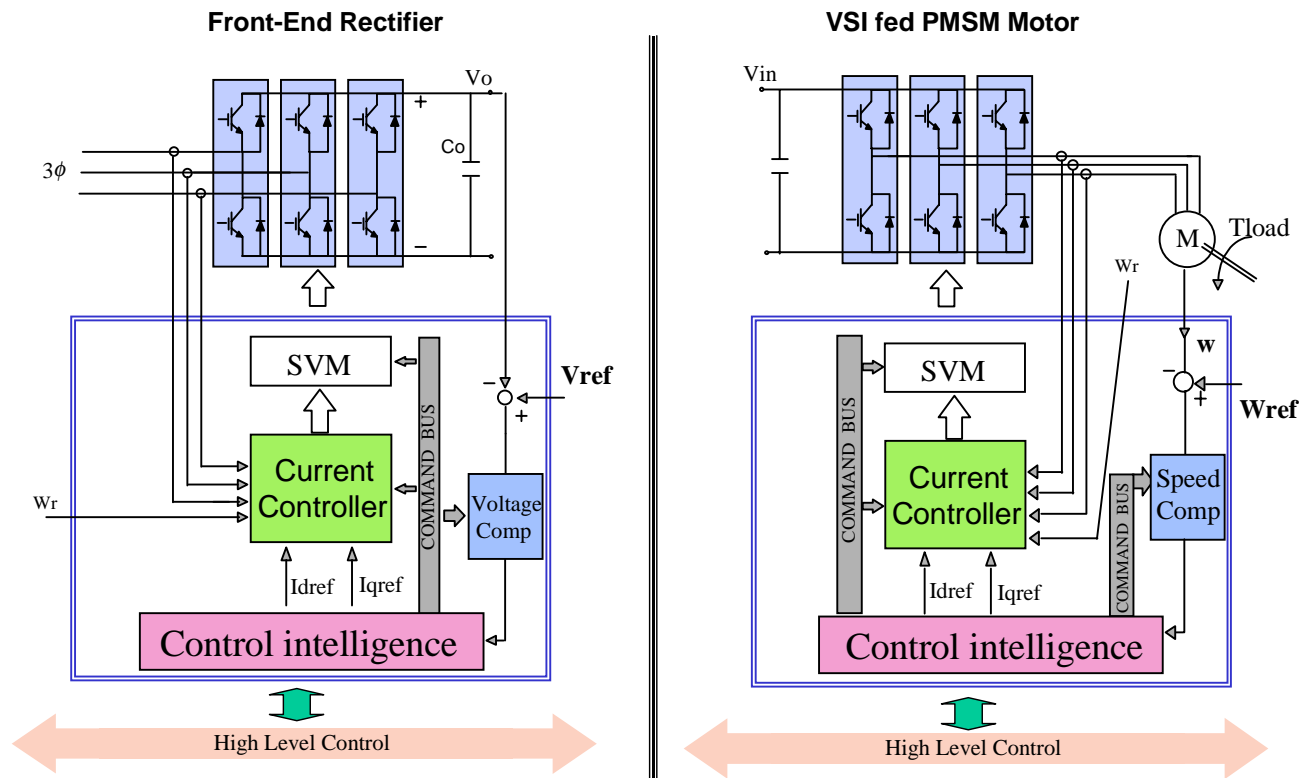 Front-End Rectifier
Vo
+
Co
3ϕ
−
SVM
−
Vref
+
COMMAND BUS
Current
Controller
Voltage
Comp
Wr
Idref
Iqref
Control intelligence
High Level Control
VSI fed PMSM Motor
Vin
M
Tload
Wr
w
SVM
−
+
Wref
COMMAND BUS
Current
Controller
Speed
Comp
COMMAND BUS
Idref
Iqref
Control intelligence
High Level Control